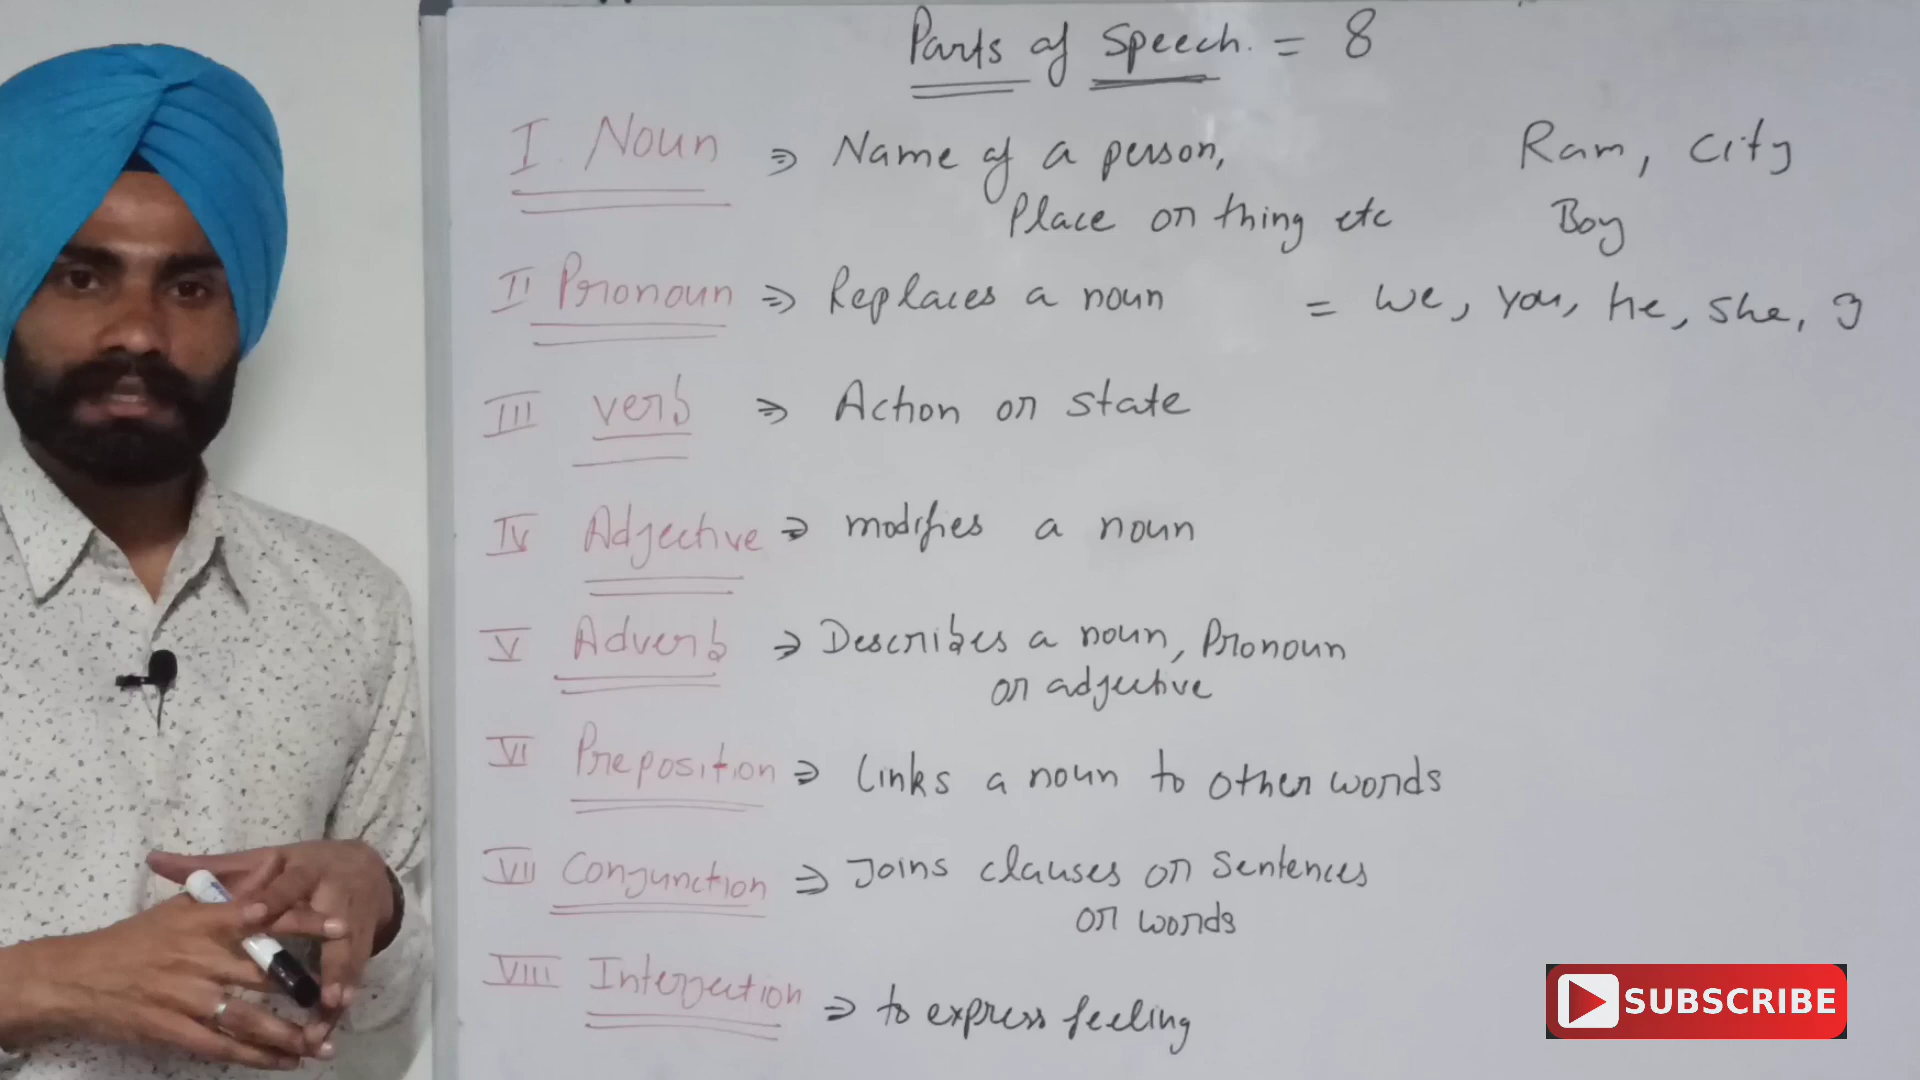 Parts of Speech. = 8
I. Noun ⇒ Name of a person, Ram, City
Place or thing etc Boy
II Pronoun ⇒ Replaces a noun = We, You, He, She, I
III verb ⇒ Action or state
IV Adjective ⇒ modifies a noun
V Adverb ⇒ Describes a noun, Pronoun
or adjective
VI Preposition ⇒ Links a noun to other words
VII Conjunction ⇒ Joins clauses or Sentences
or words
VIII Interjection ⇒ to express feeling
SUBSCRIBE